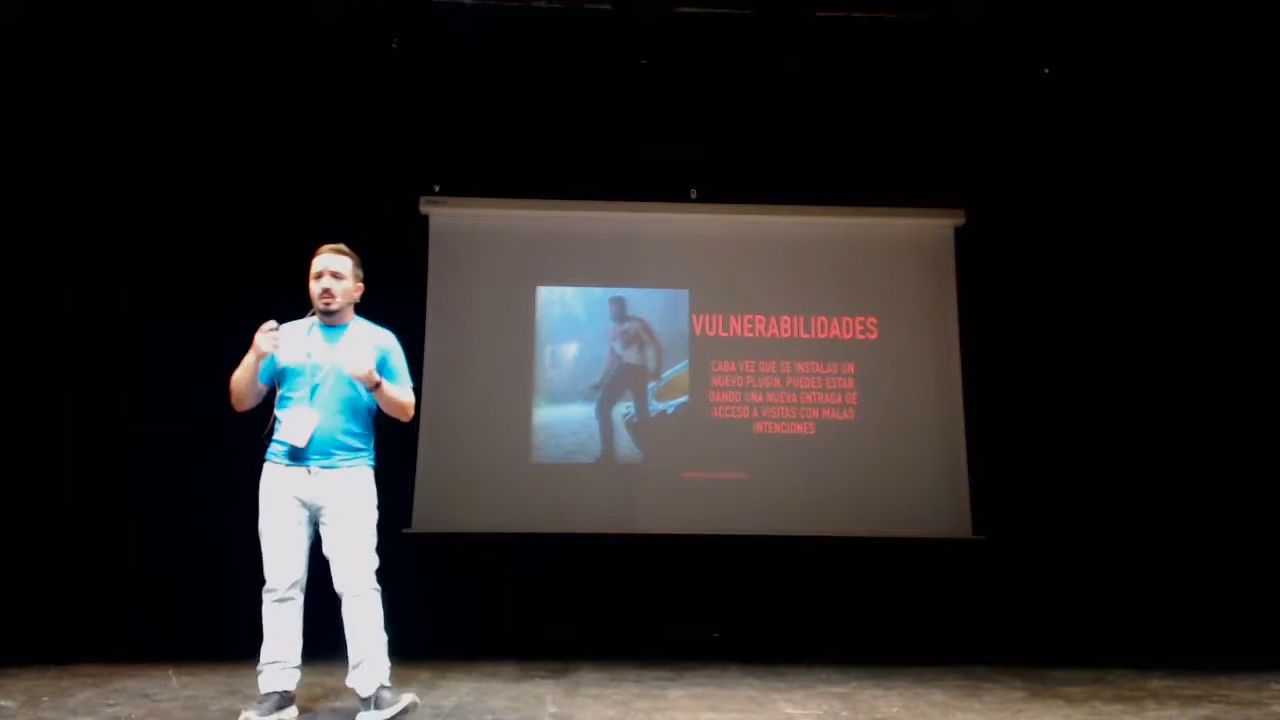 VULNERABILIDADES
CADA VEZ QUE SE INSTALAS UN
NUEVO PLUGIN, PUEDES ESTAR
DANDO UNA NUEVA ENTRADA DE
ACCESO A VISITAS CON MALAS
INTENCIONES